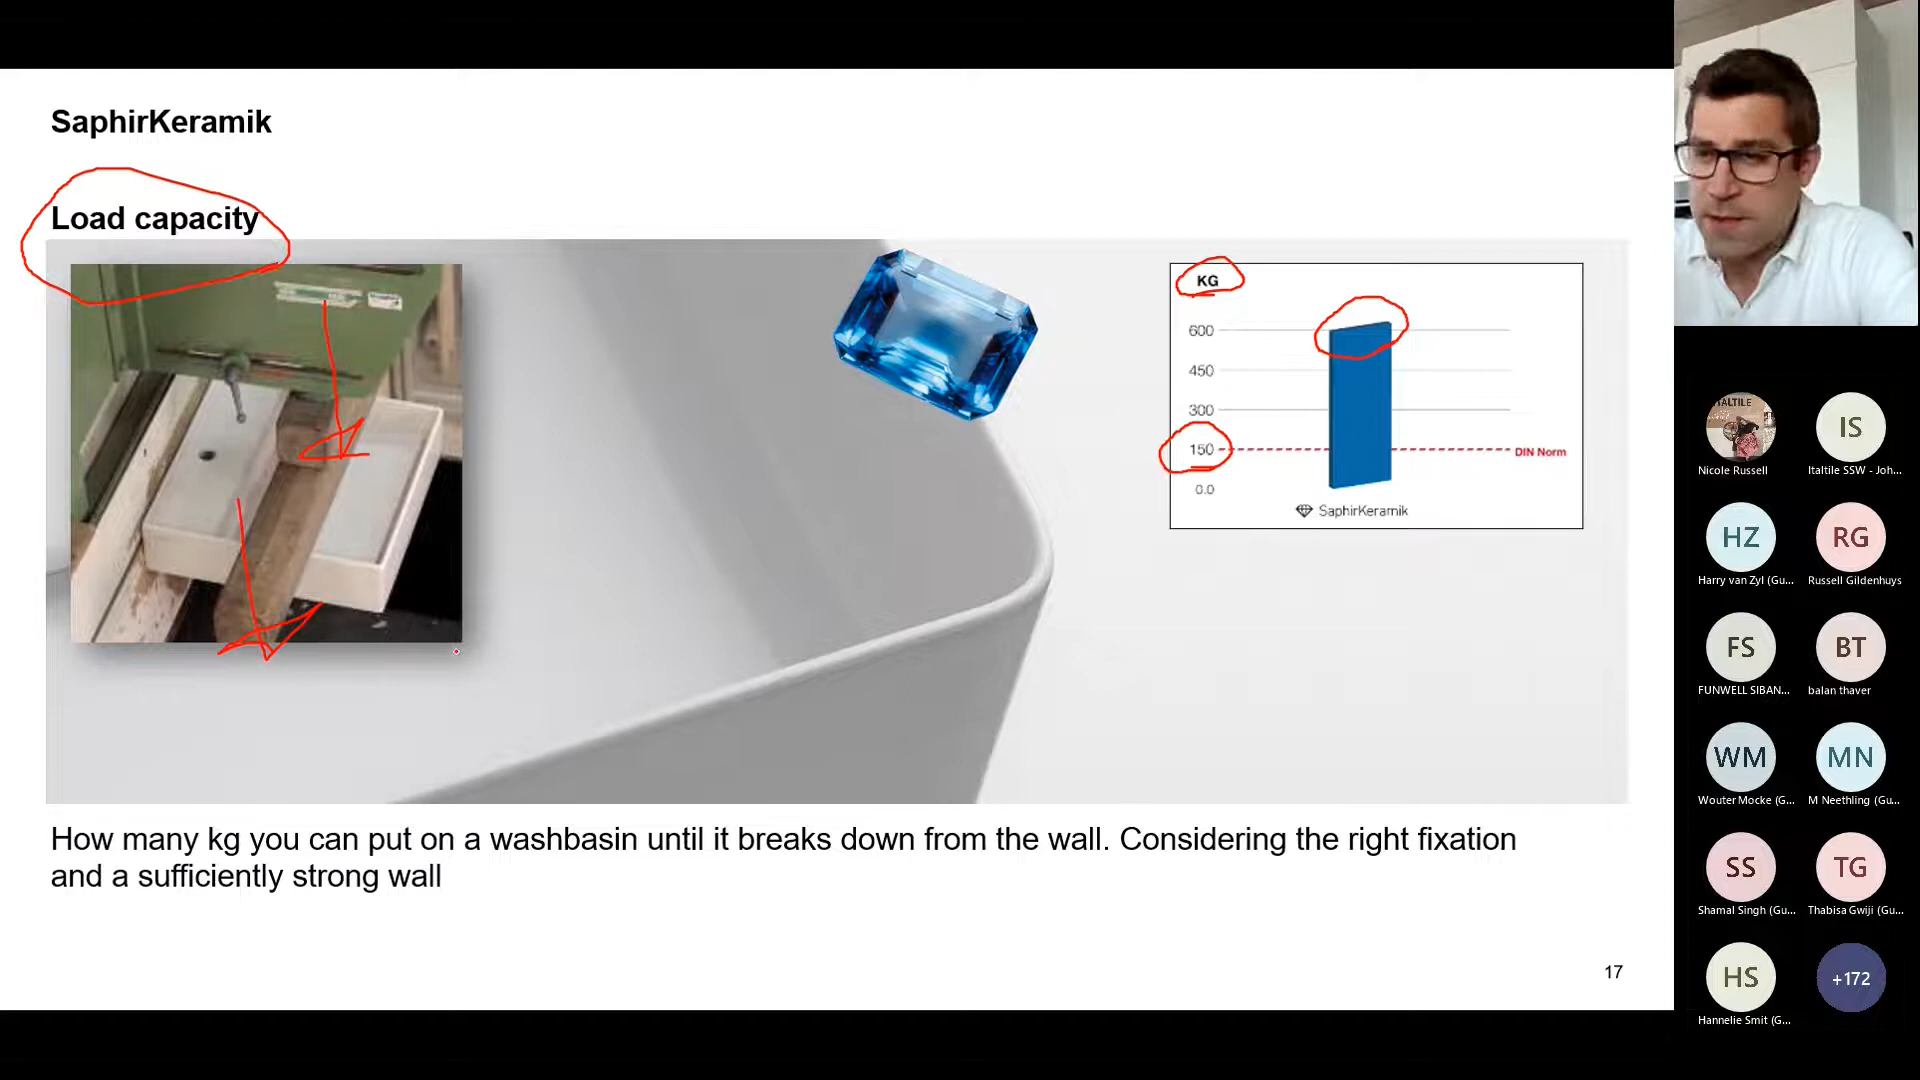 SaphirKeramik
Load capacity
KG
600
450
300
150
DIN Norm
0.0
SaphirKeramik
How many kg you can put on a washbasin until it breaks down from the wall. Considering the right fixation
and a sufficiently strong wall
17
ITALTILE
IS
Nicole Russell
Italtile SSW - Joh...
HZ
RG
Harry van Zyl (Gu...
Russell Gildenhuys
FS
BT
FUNWELL SIBAN...
balan thaver
WM
MN
Wouter Mocke (G...
M Neethling (Gu...
SS
TG
Shamal Singh (Gu...
Thabisa Gwiji (Gu...
HS
+172
Hannelie Smit (G...